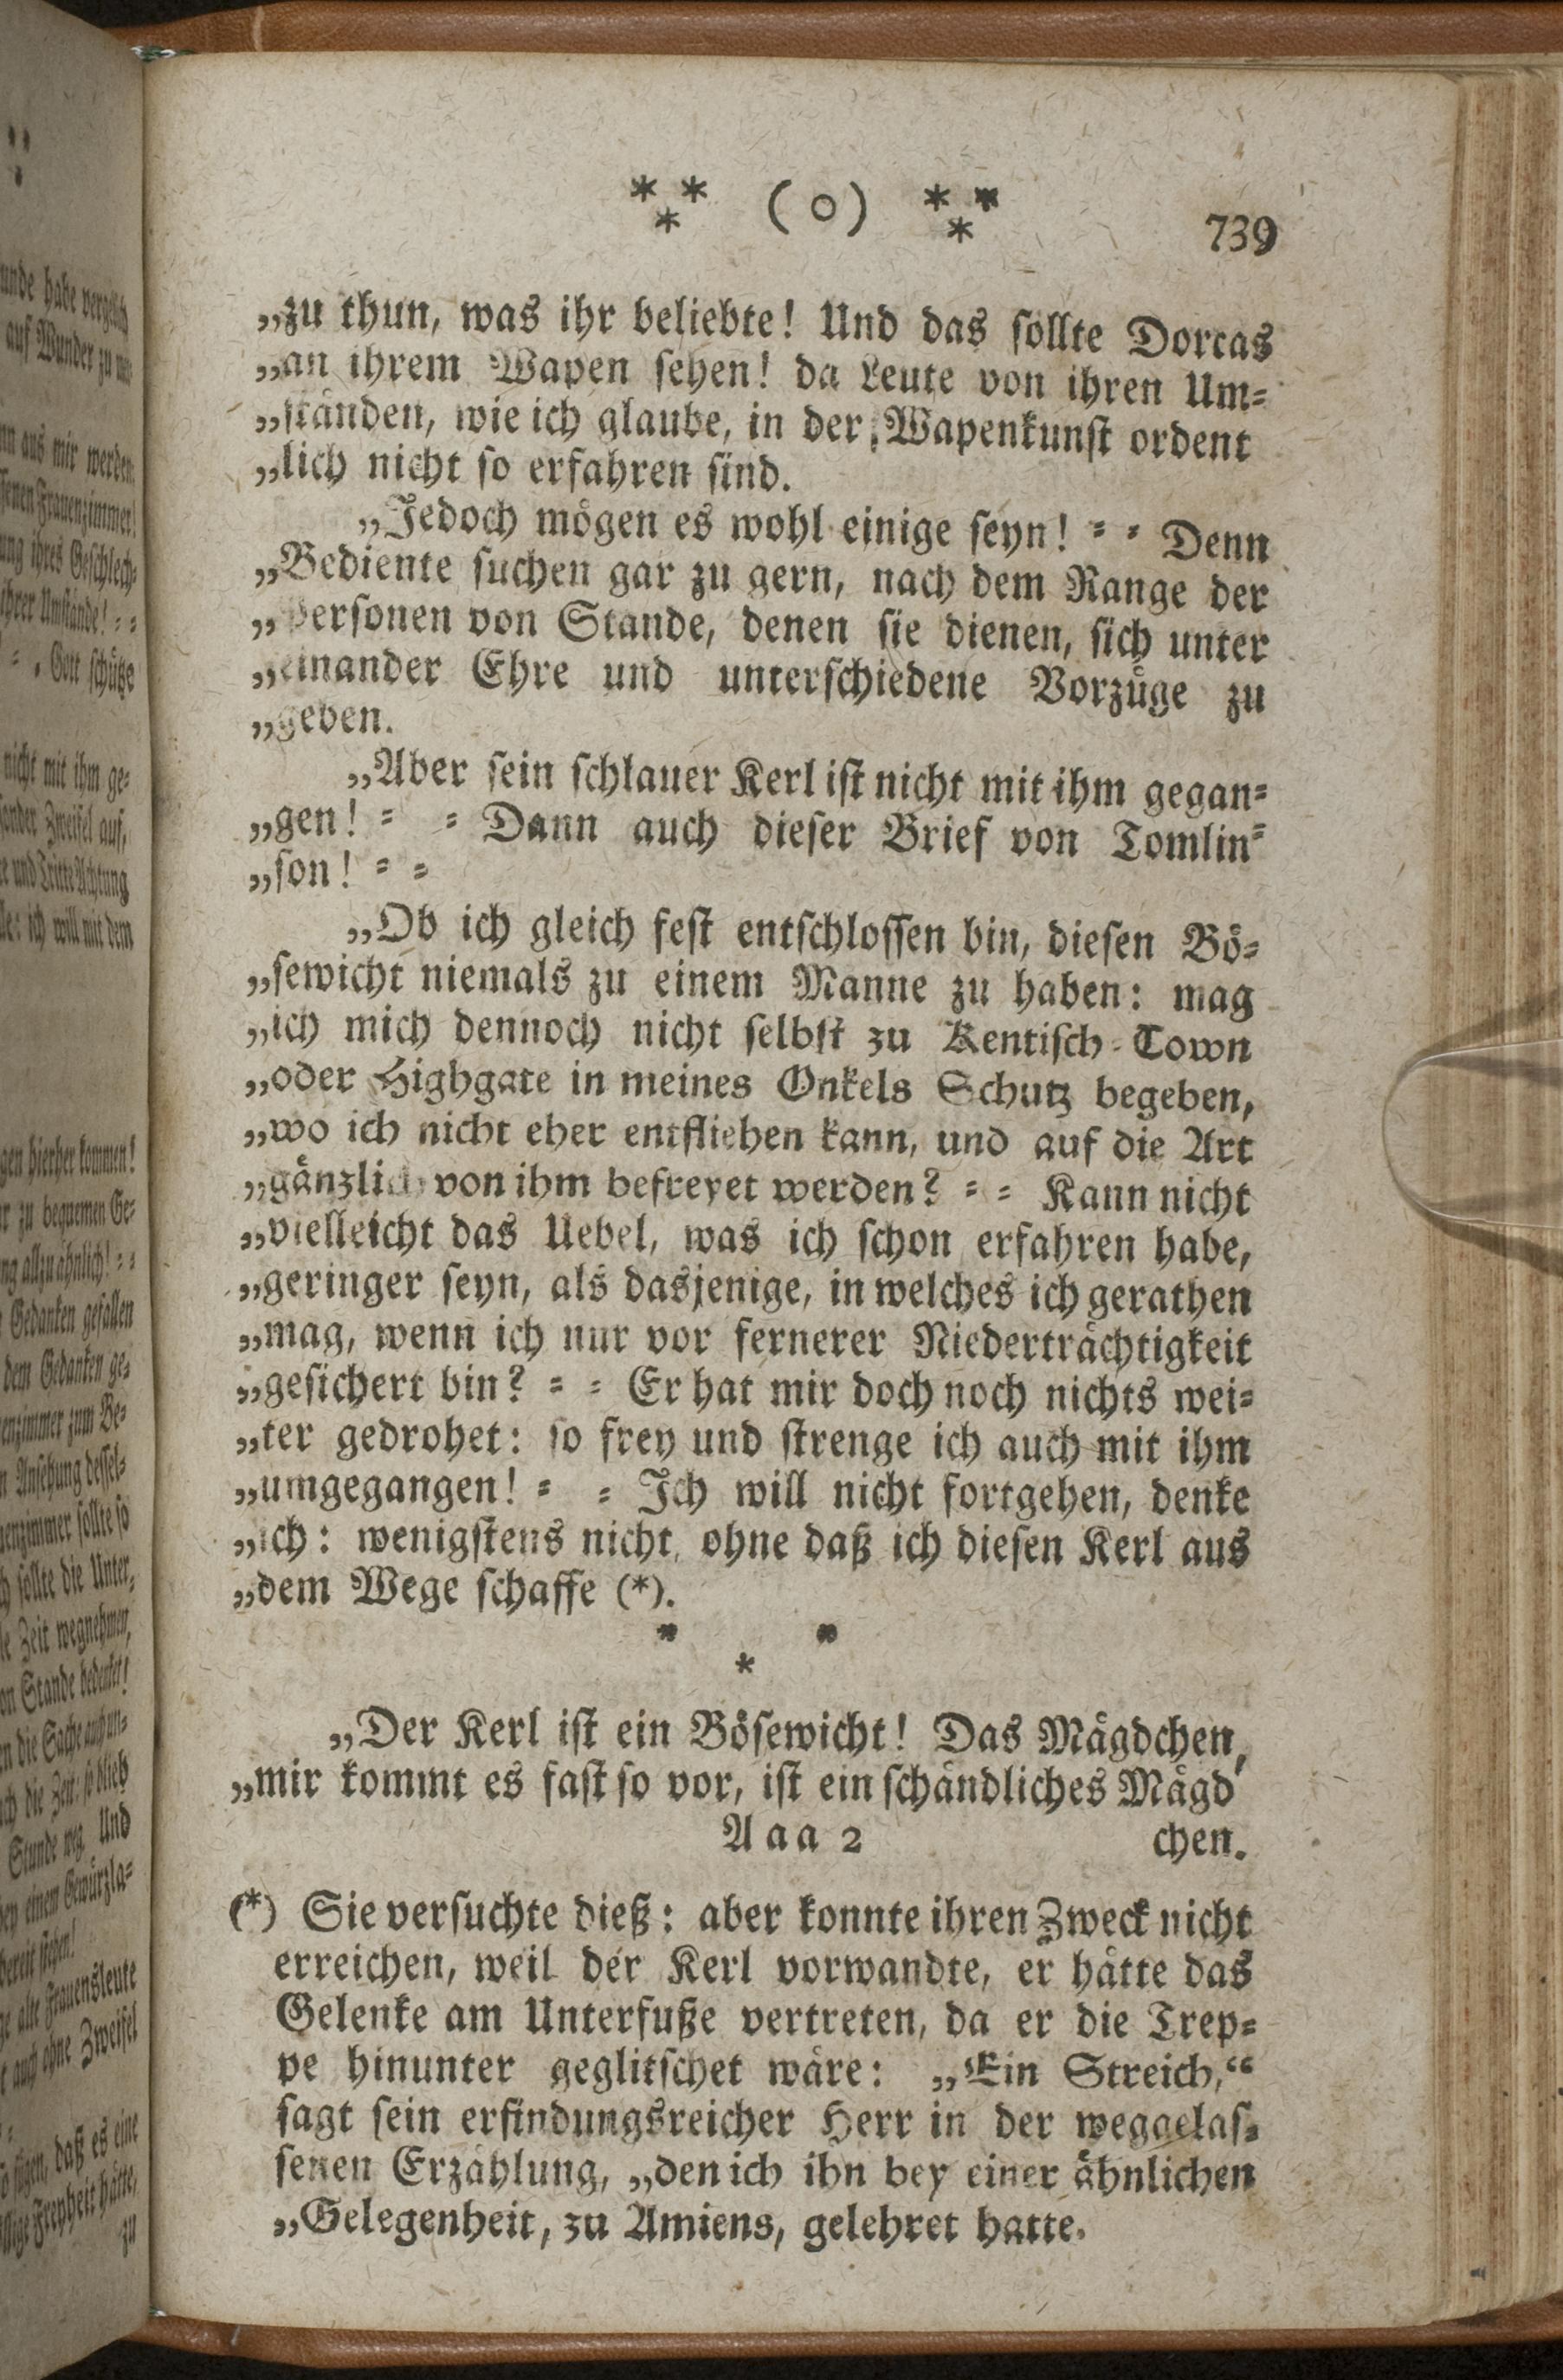 ** (o) **
* *
739
„zu thun, was ihr beliebte! Und das sollte Dorcas
„an ihrem Wapen sehen! da Leute von ihren Um=
„ständen, wie ich glaube, in der Wapenkunst ordent
„lich nicht so erfahren sind.
„Jedoch mögen es wohl einige seyn! = = Denn
„Bediente suchen gar zu gern, nach dem Range der
„Personen von Stande, denen sie dienen, sich unter
„einander Ehre und unterschiedene Vorzüge zu
„geben.
„Aber sein schlauer Kerl ist nicht mit ihm gegan=
„gen! = = Dann auch dieser Brief von Tomlin=
„son! = =
„Ob ich gleich fest entschlossen bin, diesen Bö=
„sewicht niemals zu einem Manne zu haben: mag
„ich mich dennoch nicht selbst zu Kentisch-Town
„oder Highgate in meines Onkels Schutz begeben,
„wo ich nicht eher entfliehen kann, und auf die Art
„gänzlich von ihm befreyet werden? = = Kann nicht
„vielleicht das Uebel, was ich schon erfahren habe,
„geringer seyn, als dasjenige, in welches ich gerathen
„mag, wenn ich nur vor fernerer Niederträchtigkeit
„gesichert bin? = = Er hat mir doch noch nichts wei=
„ter gedrohet: so frey und strenge ich auch mit ihm
„umgegangen! = = Ich will nicht fortgehen, denke
„ich: wenigstens nicht, ohne daß ich diesen Kerl aus
„dem Wege schaffe (*).
* *
*
„Der Kerl ist ein Bösewicht! Das Mägdchen,
„mir kommt es fast so vor, ist ein schändliches Mägd
Aaa 2 chen.
(*) Sie versuchte dieß: aber konnte ihren Zweck nicht
erreichen, weil der Kerl vorwandte, er hätte das
Gelenke am Unterfuße vertreten, da er die Trep=
pe hinunter geglitschet wäre: „Ein Streich,“
sagt sein erfindungsreicher Herr in der weggelas=
senen Erzählung, „den ich ihn bey einer ähnlichen
„Gelegenheit, zu Amiens, gelehret hatte.